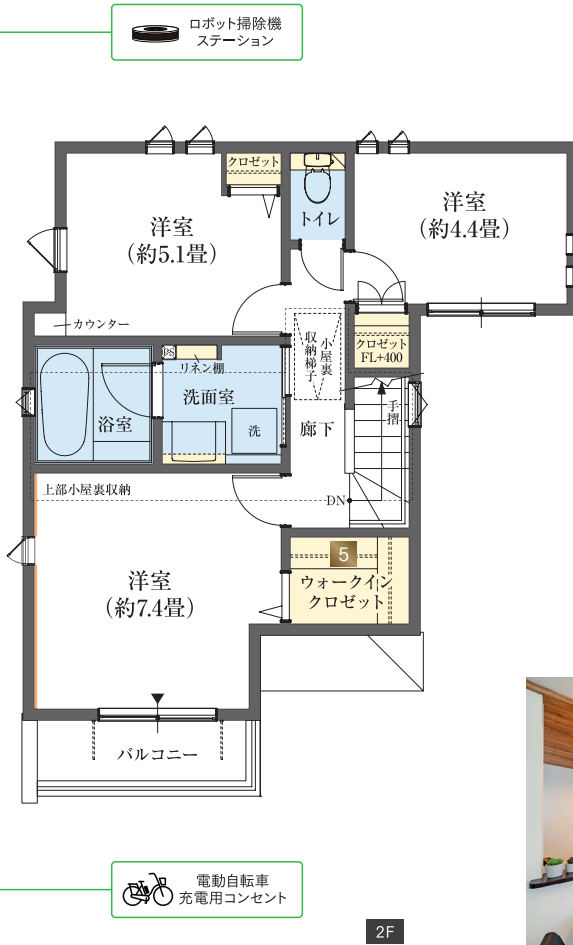 ロボット掃除機
ステーション
クロゼット
トイレ
洋室
(約5.1畳)
洋室
(約4.4畳)
カウンター
小屋裏
収納梯子
クロゼット
FL+400
PS
リネン棚
洗面室
浴室
洗
廊下
手摺
上部小屋裏収納
DN
5
ウォークイン
クロゼット
洋室
(約7.4畳)
バルコニー
電動自転車
充電用コンセント
2F